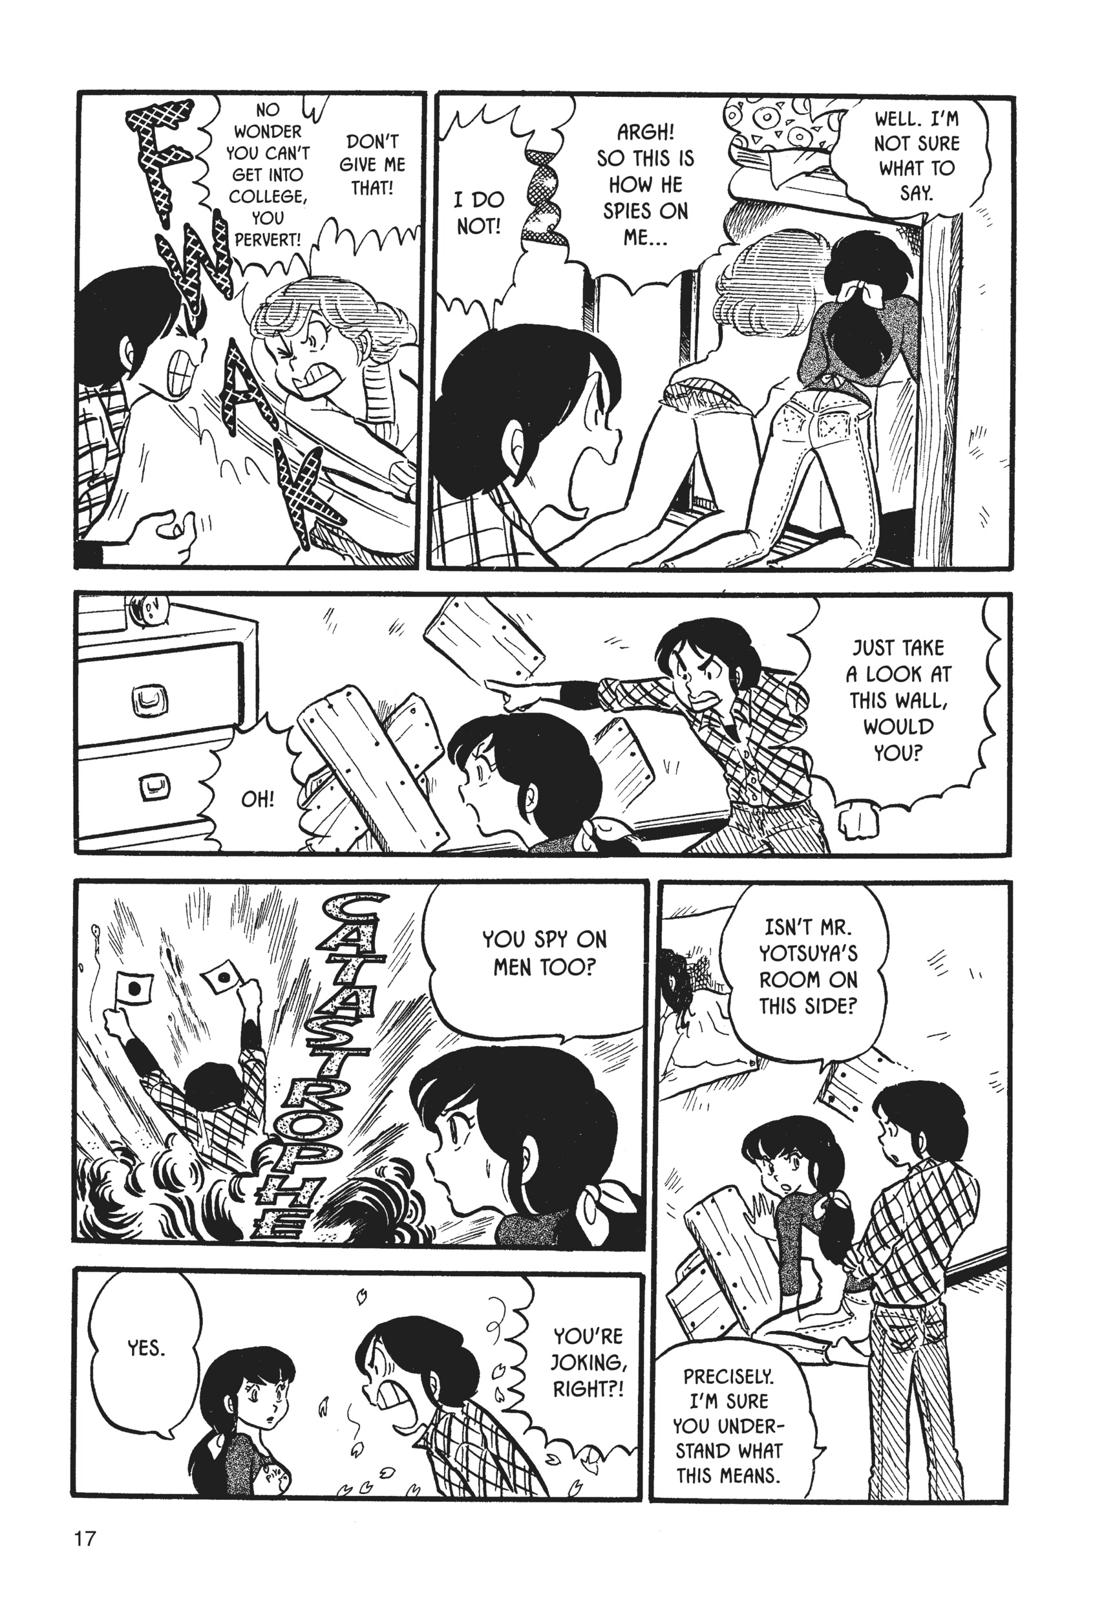 WELL. I'M
NOT SURE
WHAT TO
SAY.
ARGH!
SO THIS IS
HOW HE
SPIES ON
ME...
I DO
NOT!
DON'T
GIVE ME
THAT!
NO
WONDER
YOU CAN'T
GET INTO
COLLEGE,
YOU
PERVERT!
FWAK
JUST TAKE
A LOOK AT
THIS WALL,
WOULD
YOU?
OH!
ISN'T MR.
YOTSUYA'S
ROOM ON
THIS SIDE?
PRECISELY.
I'M SURE
YOU UNDER-
STAND WHAT
THIS MEANS.
YOU SPY ON
MEN TOO?
CATASTROPHE
YOU'RE
JOKING,
RIGHT?!
YES.
17